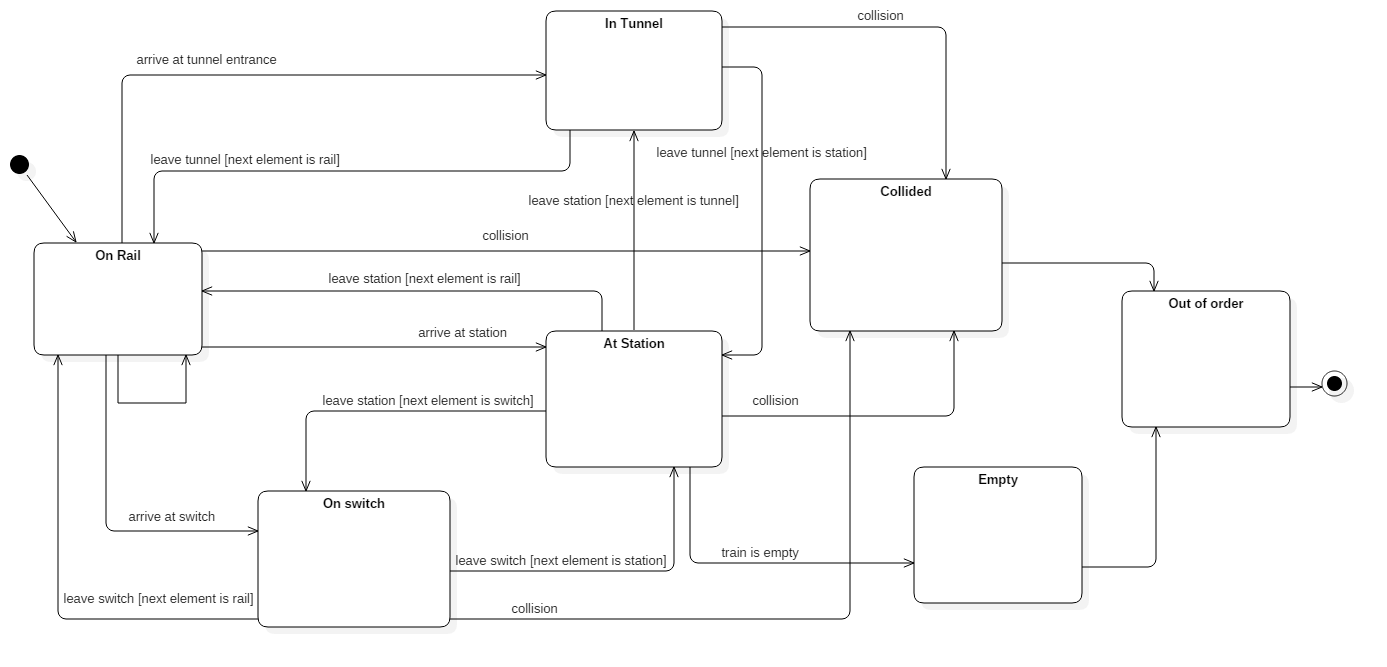 collision
In Tunnel
arrive at tunnel entrance
leave tunnel [next element is station]
leave tunnel [next element is rail]
Collided
leave station [next element is tunnel]
collision
On Rail
leave station [next element is rail]
Out of order
arrive at station
At Station
leave station [next element is switch]
collision
Empty
On switch
arrive at switch
train is empty
leave switch [next element is station]
leave switch [next element is rail]
collision